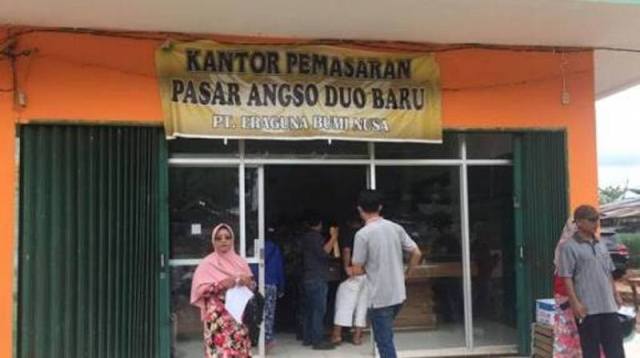 KANTOR PEMASARAN
PASAR ANGSO DUO BARU
PT. ERAGUNA BUMI NUSA